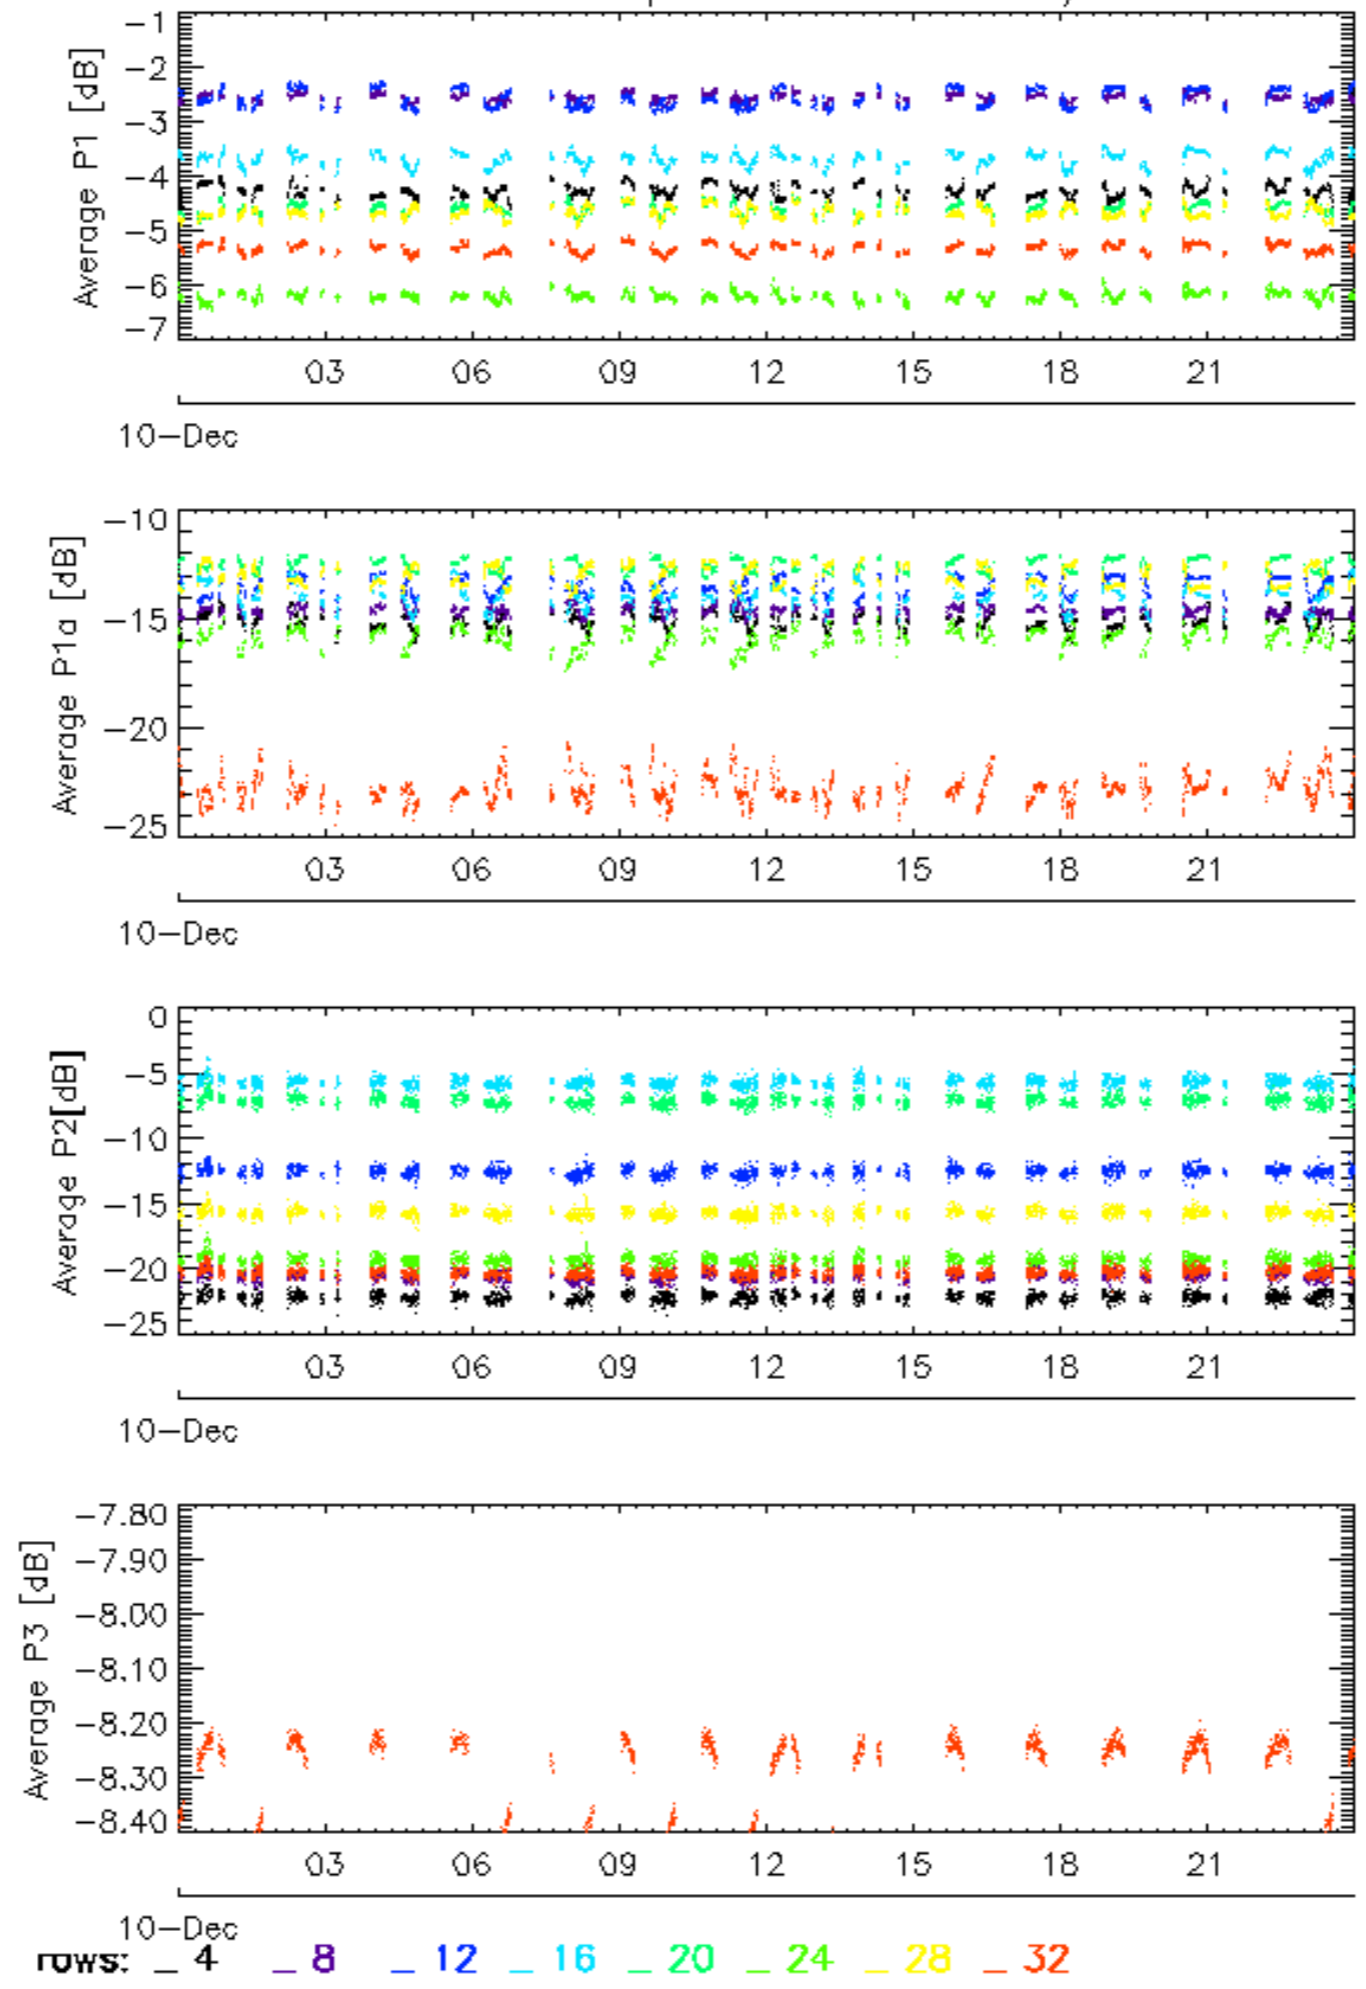 Average P1 [dB]
-1
-2
-3
-4
-5
-6
-7
03 06 09 12 15 18 21
10-Dec
Average P1a [dB]
-10
-15
-20
-25
03 06 09 12 15 18 21
10-Dec
Average P2[dB]
0
-5
-10
-15
-20
-25
03 06 09 12 15 18 21
10-Dec
Average P3 [dB]
-7.80
-7.90
-8.00
-8.10
-8.20
-8.30
-8.40
03 06 09 12 15 18 21
10-Dec
rows: _ 4 _ 8 _ 12 _ 16 _ 20 _ 24 _ 28 _ 32